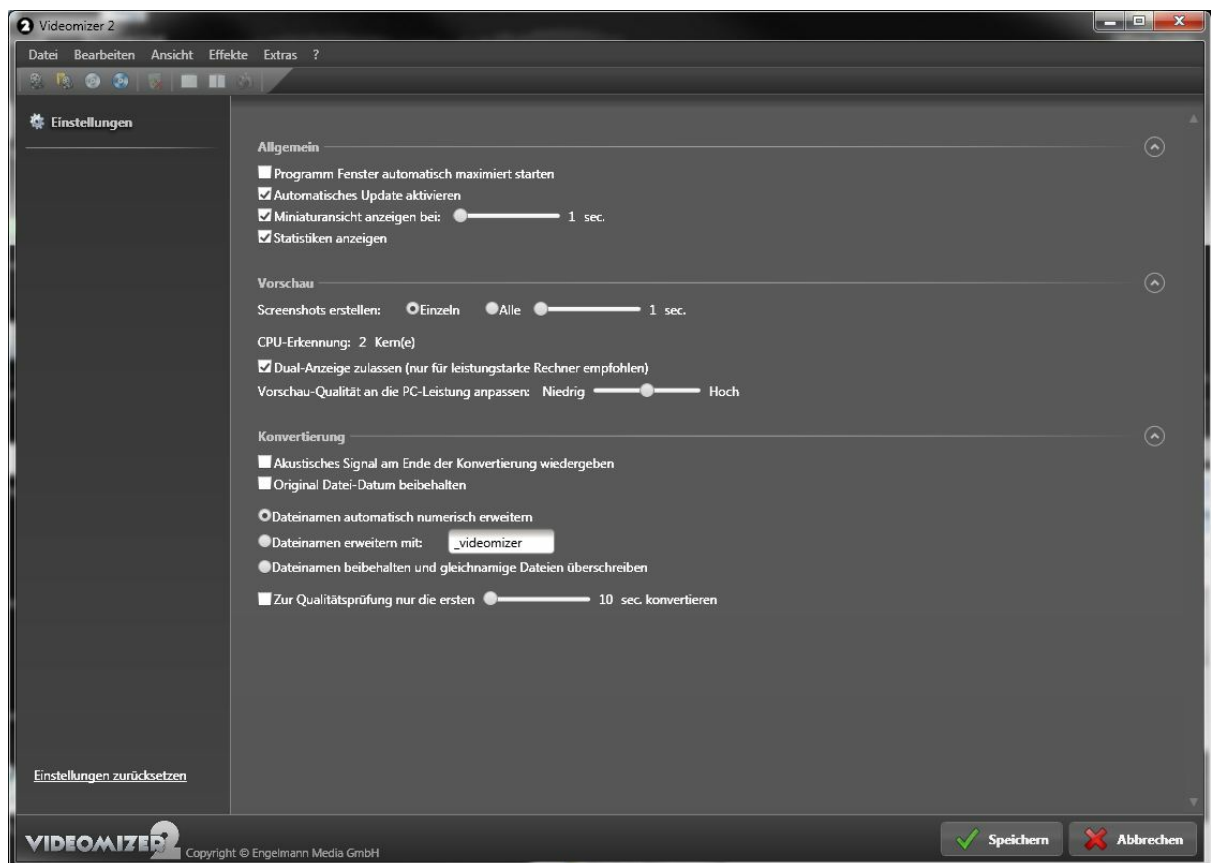 Videomizer 2
Datei Bearbeiten Ansicht Effekte Extras ?
Einstellungen
Allgemein
Programm Fenster automatisch maximiert starten
Automatisches Update aktivieren
Miniaturansicht anzeigen bei: 1 sec.
Statistiken anzeigen
Vorschau
Screenshots erstellen: Einzeln Alle 1 sec.
CPU-Erkennung: 2 Kern(e)
Dual-Anzeige zulassen (nur für leistungstarke Rechner empfohlen)
Vorschau-Qualität an die PC-Leistung anpassen: Niedrig Hoch
Konvertierung
Akustisches Signal am Ende der Konvertierung wiedergeben
Original Datei-Datum beibehalten
Dateinamen automatisch numerisch erweitern
Dateinamen erweitern mit: _videomizer
Dateinamen beibehalten und gleichnamige Dateien überschreiben
Zur Qualitätsprüfung nur die ersten 10 sec. konvertieren
Einstellungen zurücksetzen
VIDEOMIZER 2 Copyright © Engelmann Media GmbH
Speichern Abbrechen